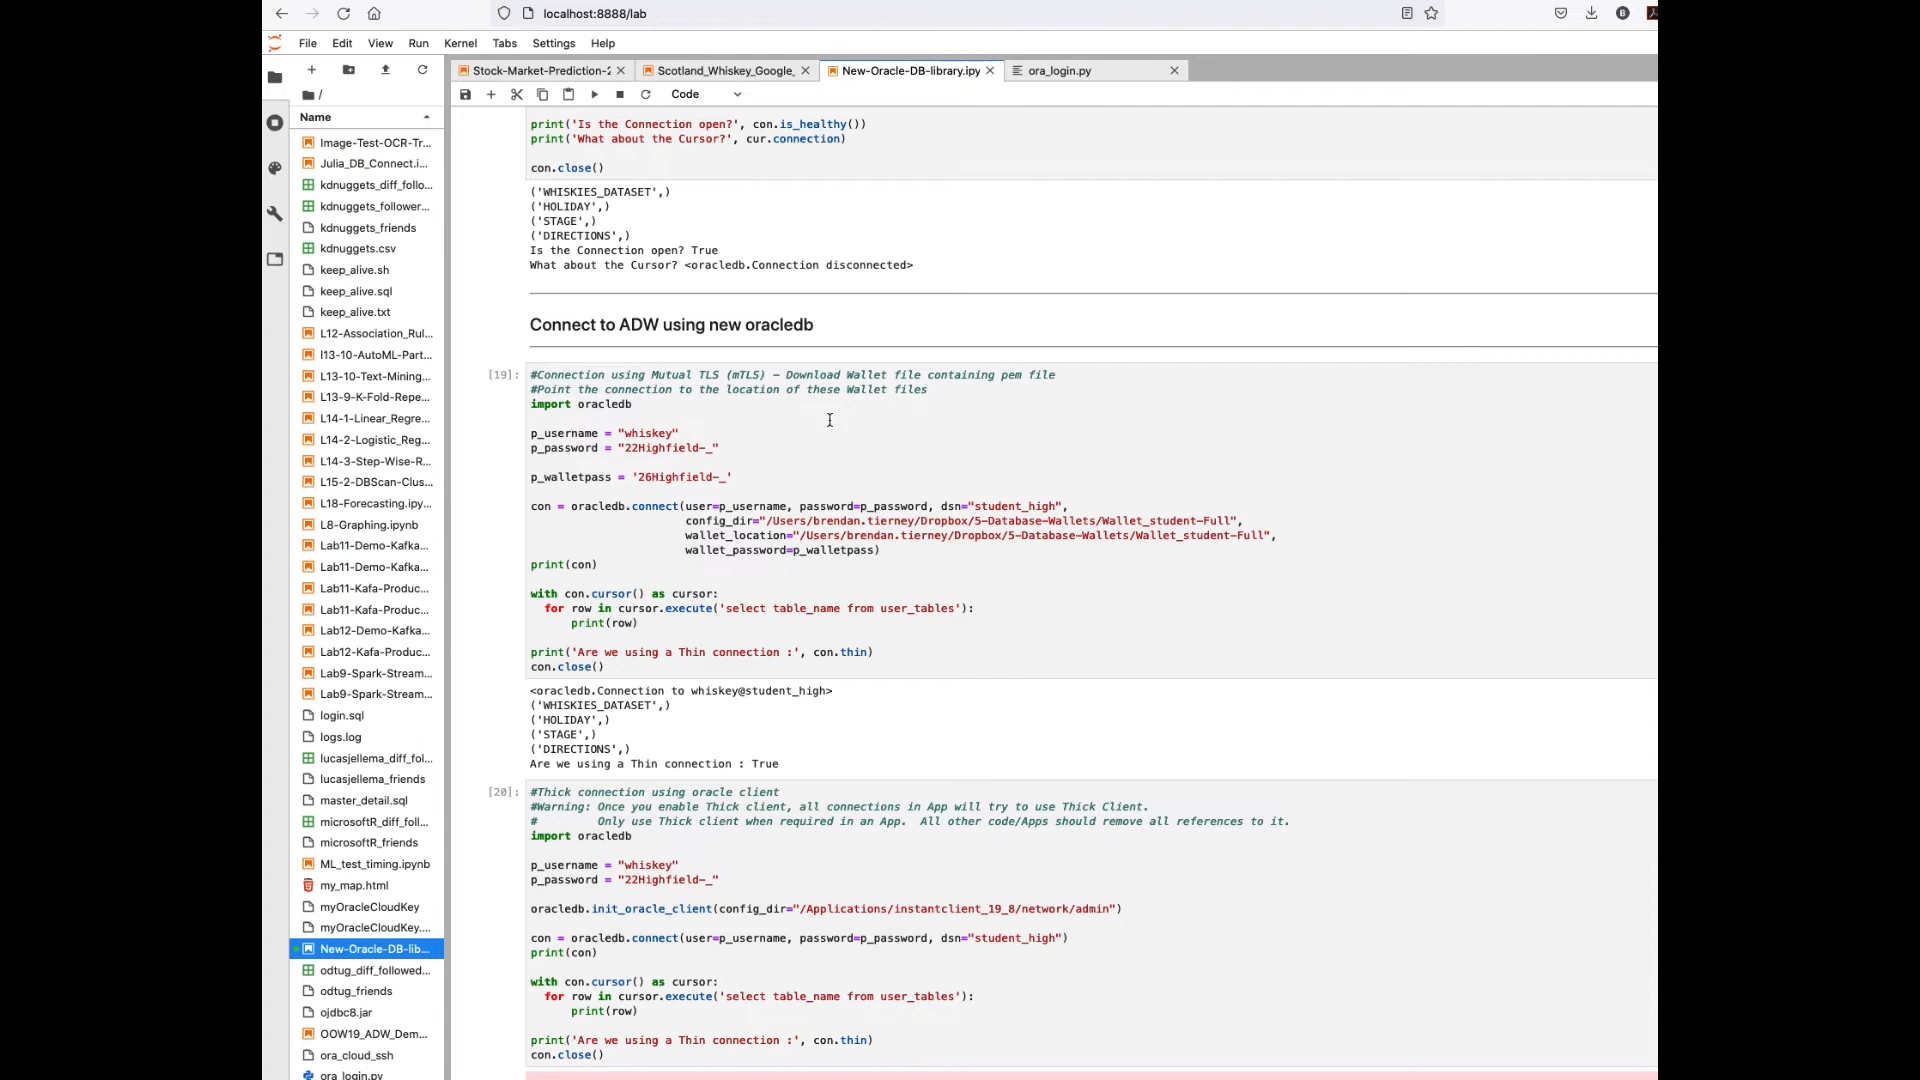 localhost:8888/lab
File Edit View Run Kernel Tabs Settings Help
Stock-Market-Prediction-2
Scotland_Whiskey_Google_
New-Oracle-DB-library.ipy
ora_login.py
/
Code
Name
Image-Test-OCR-Tr...
Julia_DB_Connect.i...
kdnuggets_diff_follo...
kdnuggets_follower...
kdnuggets_friends
kdnuggets.csv
keep_alive.sh
keep_alive.sql
keep_alive.txt
L12-Association_Rul...
l13-10-AutoML-Part...
L13-10-Text-Mining...
L13-9-K-Fold-Repe...
L14-1-Linear_Regre...
L14-2-Logistic_Reg...
L14-3-Step-Wise-R...
L15-2-DBScan-Clus...
L18-Forecasting.ipy...
L8-Graphing.ipynb
Lab11-Demo-Kafka...
Lab11-Demo-Kafka...
Lab11-Kafa-Produc...
Lab11-Kafa-Produc...
Lab12-Demo-Kafka...
Lab12-Kafa-Produc...
Lab9-Spark-Stream...
Lab9-Spark-Stream...
login.sql
logs.log
lucasjellema_diff_fol...
lucasjellema_friends
master_detail.sql
microsoftR_diff_foll...
microsoftR_friends
ML_test_timing.ipynb
my_map.html
myOracleCloudKey
myOracleCloudKey....
New-Oracle-DB-lib...
odtug_diff_followed...
odtug_friends
ojdbc8.jar
OOW19_ADW_Dem...
ora_cloud_ssh
ora_login.py
print('Is the Connection open?', con.is_healthy())
print('What about the Cursor?', cur.connection)
con.close()
('WHISKIES_DATASET',)
('HOLIDAY',)
('STAGE',)
('DIRECTIONS',)
Is the Connection open? True
What about the Cursor? <oracledb.Connection disconnected>
Connect to ADW using new oracledb
[19]: #Connection using Mutual TLS (mTLS) - Download Wallet file containing pem file
#Point the connection to the location of these Wallet files
import oracledb
p_username = "whiskey"
p_password = "22Highfield-_"
p_walletpass = '26Highfield-_'
con = oracledb.connect(user=p_username, password=p_password, dsn="student_high",
config_dir="/Users/brendan.tierney/Dropbox/5-Database-Wallets/Wallet_student-Full",
wallet_location="/Users/brendan.tierney/Dropbox/5-Database-Wallets/Wallet_student-Full",
wallet_password=p_walletpass)
print(con)
with con.cursor() as cursor:
for row in cursor.execute('select table_name from user_tables'):
print(row)
print('Are we using a Thin connection :', con.thin)
con.close()
<oracledb.Connection to whiskey@student_high>
('WHISKIES_DATASET',)
('HOLIDAY',)
('STAGE',)
('DIRECTIONS',)
Are we using a Thin connection : True
[20]: #Thick connection using oracle client
#Warning: Once you enable Thick client, all connections in App will try to use Thick Client.
# Only use Thick client when required in an App. All other code/Apps should remove all references to it.
import oracledb
p_username = "whiskey"
p_password = "22Highfield-_"
oracledb.init_oracle_client(config_dir="/Applications/instantclient_19_8/network/admin")
con = oracledb.connect(user=p_username, password=p_password, dsn="student_high")
print(con)
with con.cursor() as cursor:
for row in cursor.execute('select table_name from user_tables'):
print(row)
print('Are we using a Thin connection :', con.thin)
con.close()